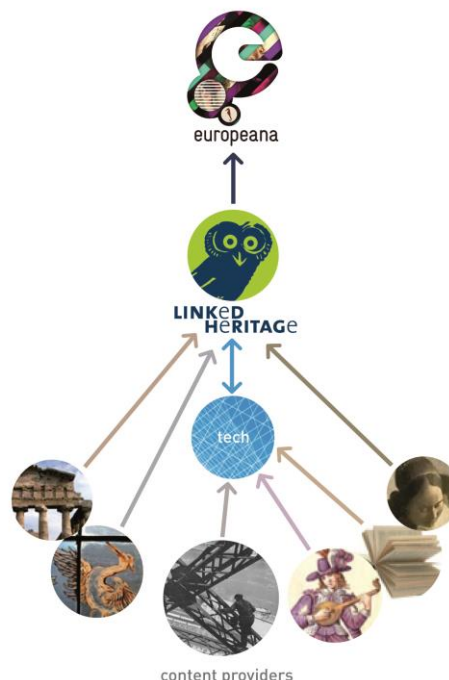 europeana
LINKeD
HeRITAGe
tech
content providers